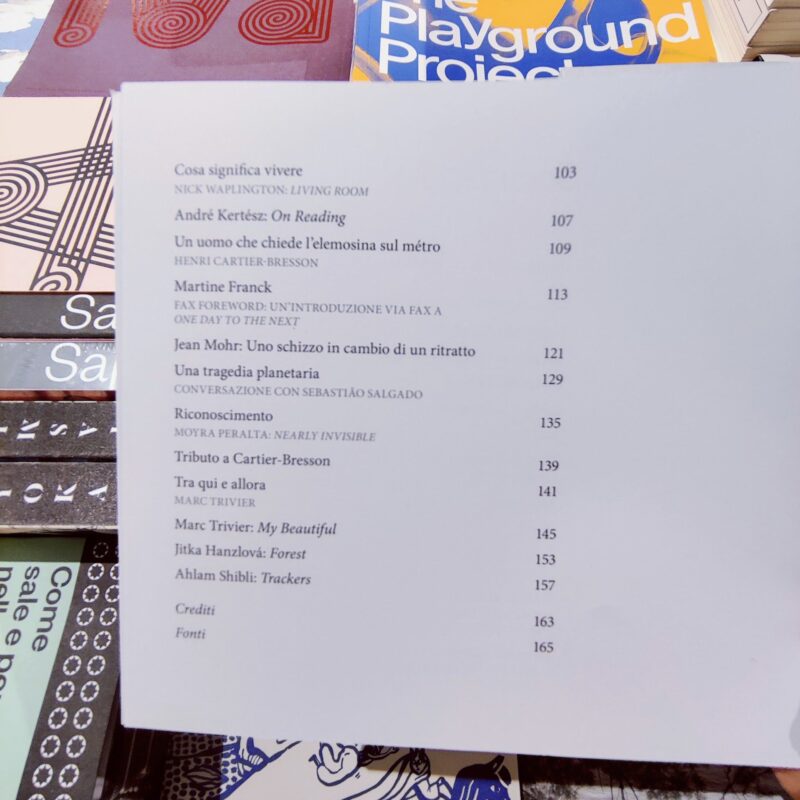 The
Playground
Project
Cosa significa vivere 103
NICK WAPLINGTON: LIVING ROOM
André Kertész: On Reading 107
Un uomo che chiede l'elemosina sul métro 109
HENRI CARTIER-BRESSON
Martine Franck 113
FAX FOREWORD: UN'INTRODUZIONE VIA FAX A
ONE DAY TO THE NEXT
Jean Mohr: Uno schizzo in cambio di un ritratto 121
Una tragedia planetaria 129
CONVERSAZIONE CON SEBASTIÃO SALGADO
Riconoscimento 135
MOYRA PERALTA: NEARLY INVISIBLE
Tributo a Cartier-Bresson 139
Tra qui e allora 141
MARC TRIVIER
Marc Trivier: My Beautiful 145
Jitka Hanzlová: Forest 153
Ahlam Shibli: Trackers 157
Crediti 163
Fonti 165
Come
sale e